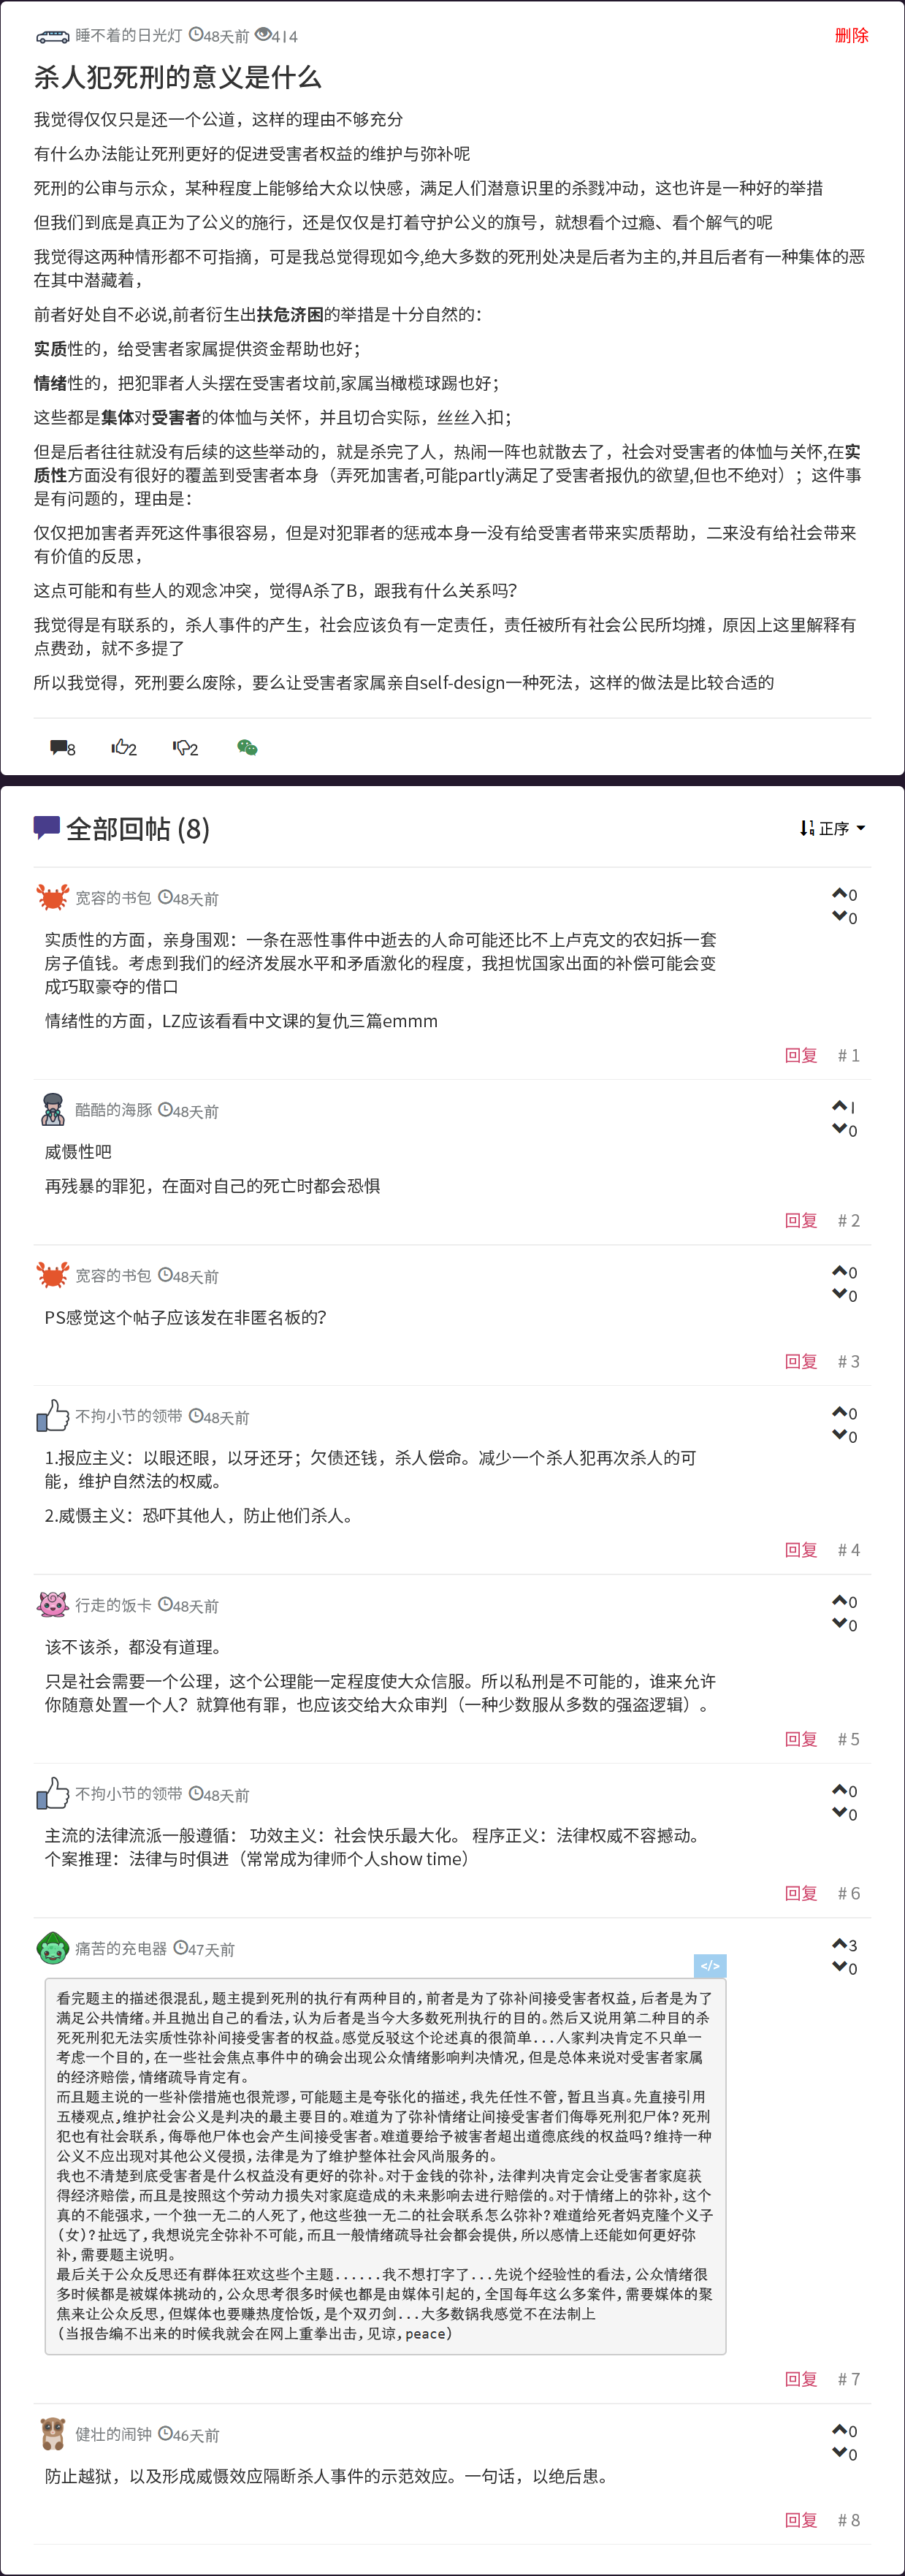 睡不着的日光灯 48天前 414
删除
杀人犯死刑的意义是什么
我觉得仅仅只是还一个公道，这样的理由不够充分
有什么办法能让死刑更好的促进受害者权益的维护与弥补呢
死刑的公审与示众，某种程度上能够给大众以快感，满足人们潜意识里的杀戮冲动，这也许是一种好的举措
但我们到底是真正为了公义的施行，还是仅仅是打着守护公义的旗号，就想看个过瘾、看个解气的呢
我觉得这两种情形都不可指摘，可是我总觉得现如今,绝大多数的死刑处决是后者为主的,并且后者有一种集体的恶
在其中潜藏着，
前者好处自不必说,前者衍生出扶危济困的举措是十分自然的：
实质性的，给受害者家属提供资金帮助也好；
情绪性的，把犯罪者人头摆在受害者坟前,家属当橄榄球踢也好；
这些都是集体对受害者的体恤与关怀，并且切合实际，丝丝入扣；
但是后者往往就没有后续的这些举动的，就是杀完了人，热闹一阵也就散去了，社会对受害者的体恤与关怀,在实
质性方面没有很好的覆盖到受害者本身（弄死加害者,可能partly满足了受害者报仇的欲望,但也不绝对）；这件事
是有问题的，理由是：
仅仅把加害者弄死这件事很容易，但是对犯罪者的惩戒本身一没有给受害者带来实质帮助，二来没有给社会带来
有价值的反思，
这点可能和有些人的观念冲突，觉得A杀了B，跟我有什么关系吗？
我觉得是有联系的，杀人事件的产生，社会应该负有一定责任，责任被所有社会公民所均摊，原因上这里解释有
点费劲，就不多提了
所以我觉得，死刑要么废除，要么让受害者家属亲自self-design一种死法，这样的做法是比较合适的
8 2 2
全部回帖 (8)
正序
宽容的书包 48天前
0
0
实质性的方面，亲身围观：一条在恶性事件中逝去的人命可能还比不上卢克文的农妇拆一套
房子值钱。考虑到我们的经济发展水平和矛盾激化的程度，我担忧国家出面的补偿可能会变
成巧取豪夺的借口
情绪性的方面，LZ应该看看中文课的复仇三篇emmm
回复 # 1
酷酷的海豚 48天前
1
0
威慑性吧
再残暴的罪犯，在面对自己的死亡时都会恐惧
回复 # 2
宽容的书包 48天前
0
0
PS感觉这个帖子应该发在非匿名板的？
回复 # 3
不拘小节的领带 48天前
0
0
1.报应主义：以眼还眼，以牙还牙；欠债还钱，杀人偿命。减少一个杀人犯再次杀人的可
能，维护自然法的权威。
2.威慑主义：恐吓其他人，防止他们杀人。
回复 # 4
行走的饭卡 48天前
0
0
该不该杀，都没有道理。
只是社会需要一个公理，这个公理能一定程度使大众信服。所以私刑是不可能的，谁来允许
你随意处置一个人？就算他有罪，也应该交给大众审判（一种少数服从多数的强盗逻辑）。
回复 # 5
不拘小节的领带 48天前
0
0
主流的法律流派一般遵循： 功效主义：社会快乐最大化。 程序正义：法律权威不容撼动。
个案推理：法律与时俱进（常常成为律师个人show time）
回复 # 6
痛苦的充电器 47天前
3
0
</>
看完题主的描述很混乱,题主提到死刑的执行有两种目的,前者是为了弥补间接受害者权益,后者是为了
满足公共情绪。并且抛出自己的看法,认为后者是当今大多数死刑执行的目的。然后又说用第二种目的杀
死死刑犯无法实质性弥补间接受害者的权益。感觉反驳这个论述真的很简单...人家判决肯定不只单一
考虑一个目的,在一些社会焦点事件中的确会出现公众情绪影响判决情况,但是总体来说对受害者家属
的经济赔偿,情绪疏导肯定有。
而且题主说的一些补偿措施也很荒谬,可能题主是夸张化的描述,我先任性不管,暂且当真。先直接引用
五楼观点,维护社会公义是判决的最主要目的。难道为了弥补情绪让间接受害者们侮辱死刑犯尸体?死刑
犯也有社会联系,侮辱他尸体也会产生间接受害者。难道要给予被害者超出道德底线的权益吗?维持一种
公义不应出现对其他公义侵损,法律是为了维护整体社会风尚服务的。
我也不清楚到底受害者是什么权益没有更好的弥补。对于金钱的弥补,法律判决肯定会让受害者家庭获
得经济赔偿,而且是按照这个劳动力损失对家庭造成的未来影响去进行赔偿的。对于情绪上的弥补,这个
真的不能强求,一个独一无二的人死了,他这些独一无二的社会联系怎么弥补?难道给死者妈克隆个义子
(女)?扯远了,我想说完全弥补不可能,而且一般情绪疏导社会都会提供,所以感情上还能如何更好弥
补,需要题主说明。
最后关于公众反思还有群体狂欢这些个主题......我不想打字了...先说个经验性的看法,公众情绪很
多时候都是被媒体挑动的,公众思考很多时候也都是由媒体引起的,全国每年这么多案件,需要媒体的聚
焦来让公众反思,但媒体也要赚热度恰饭,是个双刃剑...大多数锅我感觉不在法制上
(当报告编不出来的时候我就会在网上重拳出击,见谅,peace)
回复 # 7
健壮的闹钟 46天前
0
0
防止越狱，以及形成威慑效应隔断杀人事件的示范效应。一句话，以绝后患。
回复 # 8